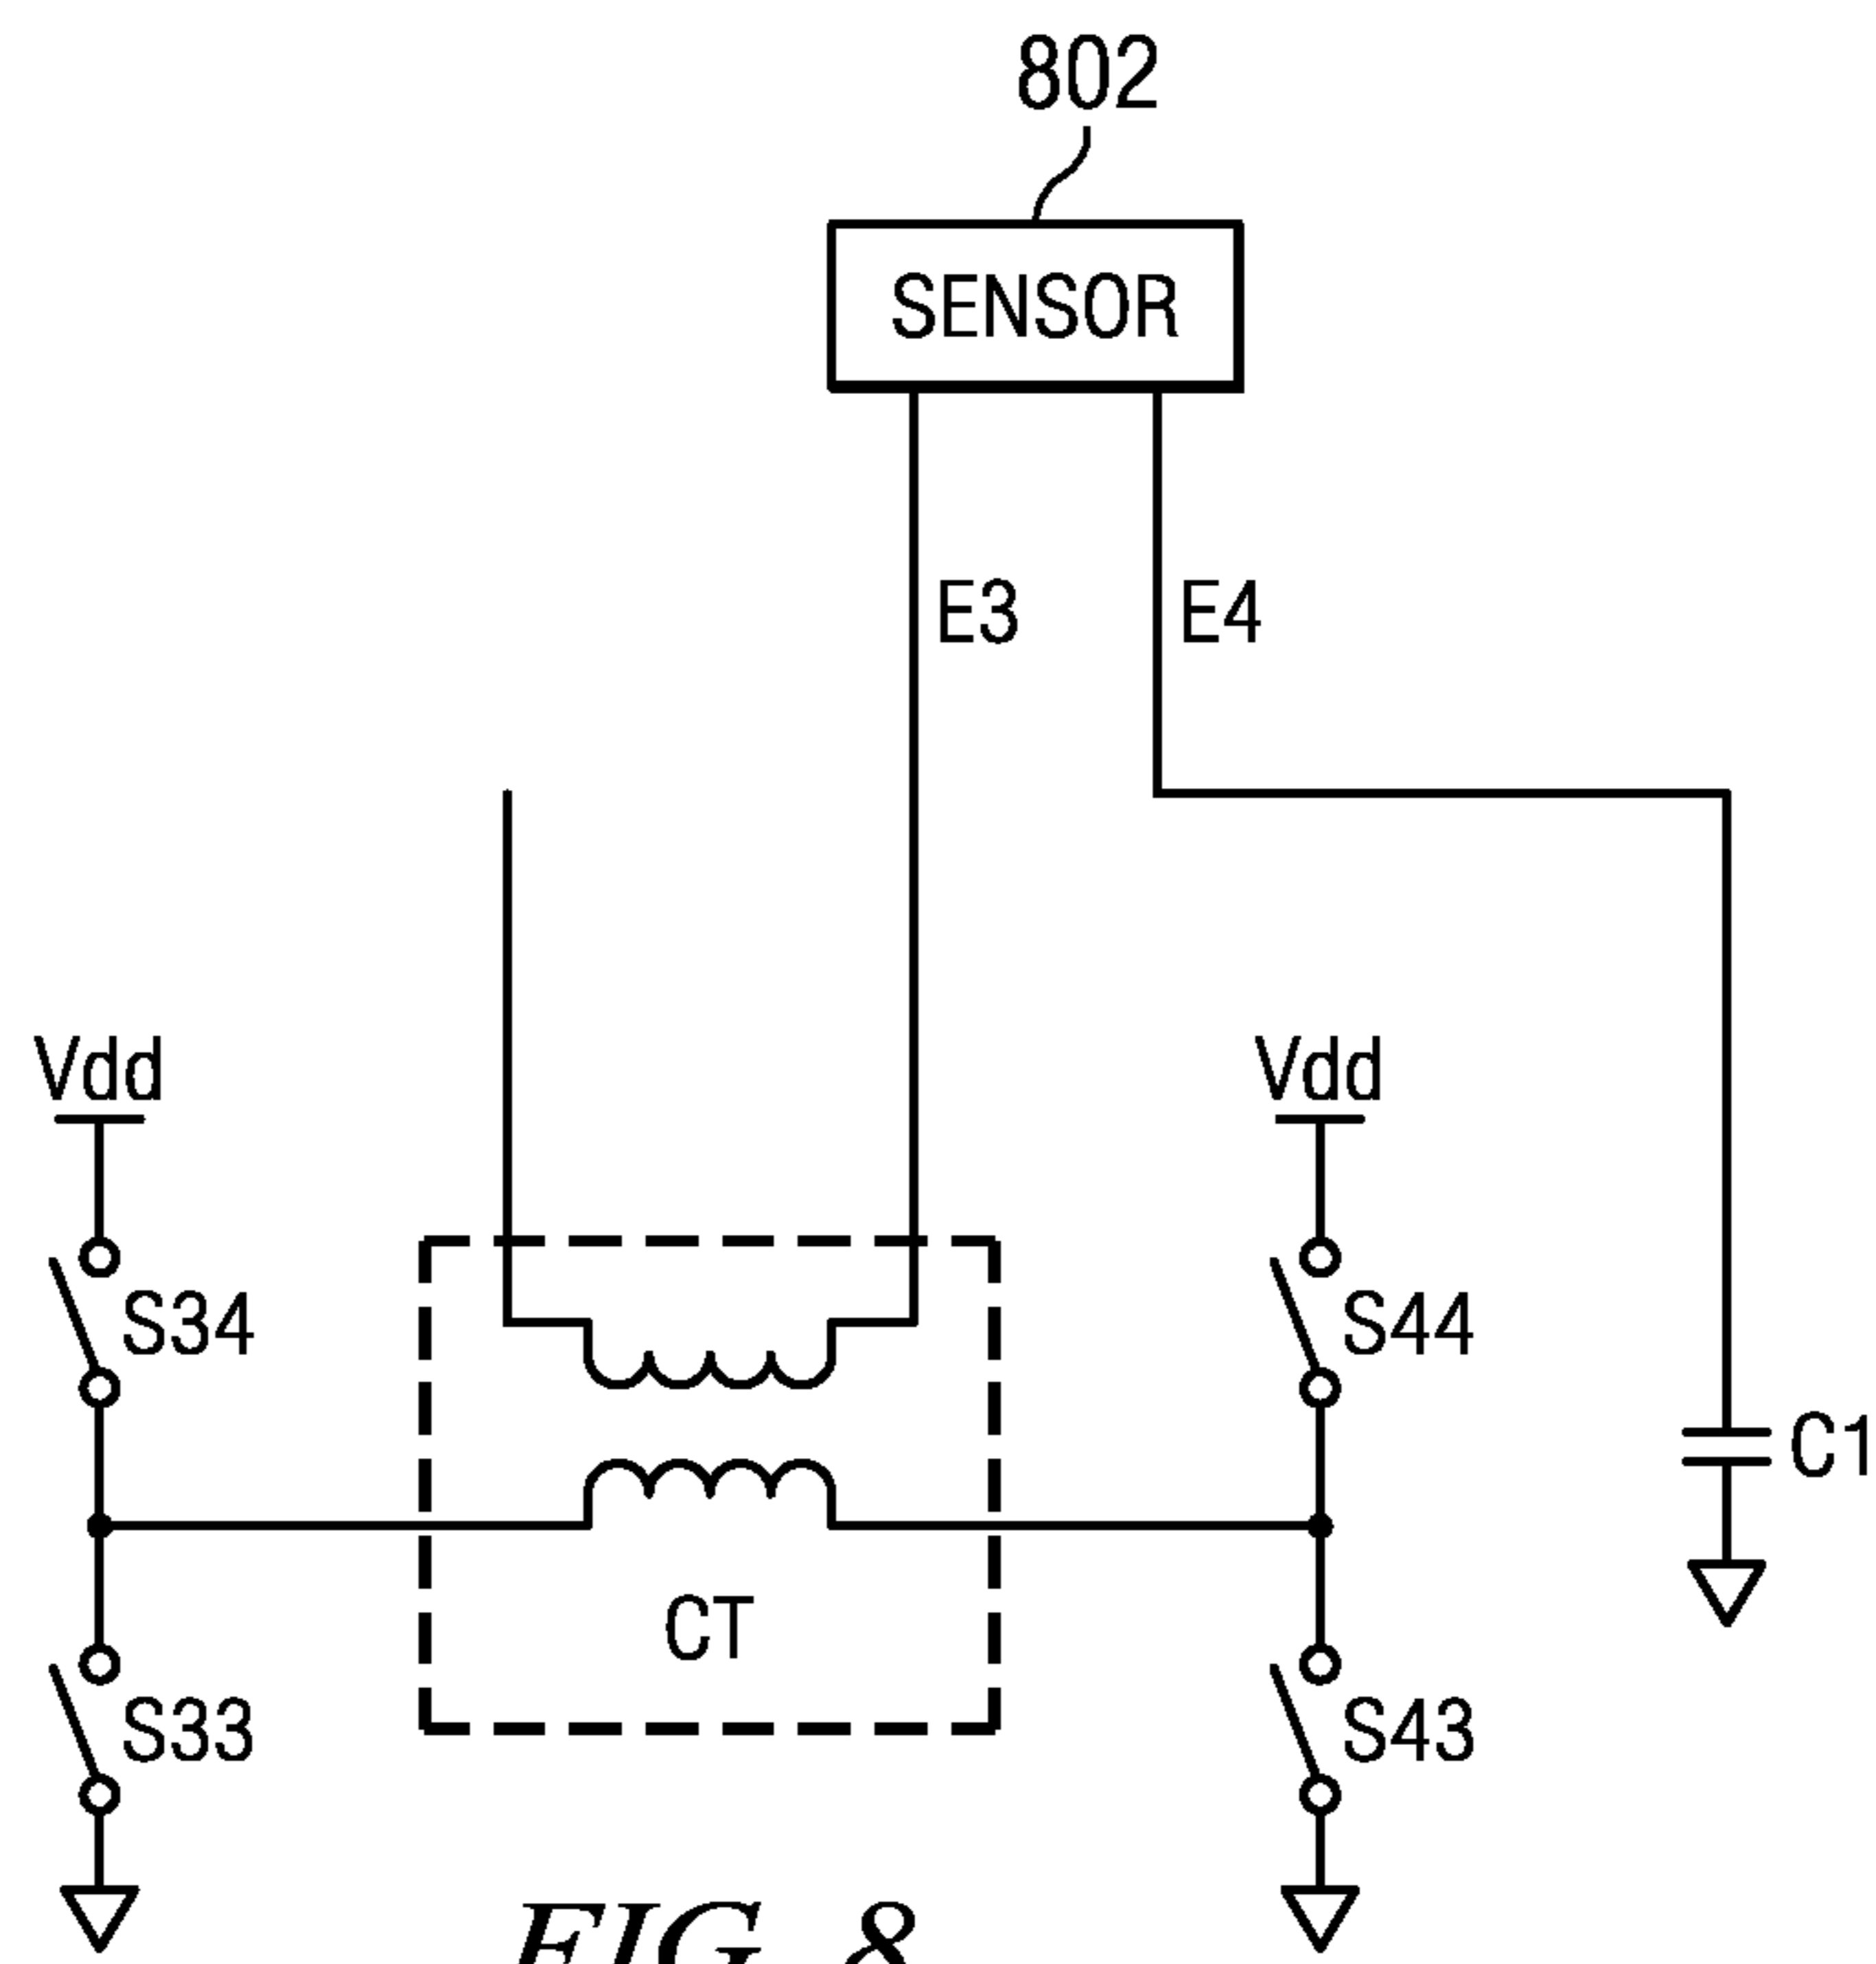 802
SENSOR
E3 E4
Vdd Vdd
S34 S44
C1
CT
S33 S43
FIG. 8